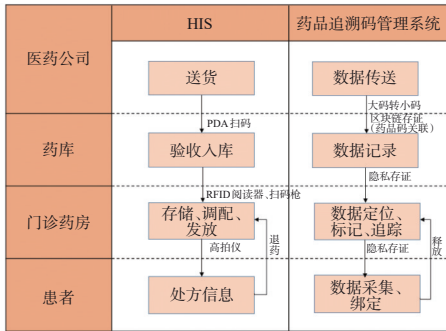 HIS
药品追溯码管理系统
医药公司
送货
数据传送
PDA扫码
大码转小码
区块链存证
(药品码关联)
药库
验收入库
数据记录
RFID阅读器、扫码枪
隐私存证
门诊药房
存储、调配、
发放
退药
数据定位、
标记、追踪
释放
高拍仪
隐私存证
患者
处方信息
数据采集、
绑定